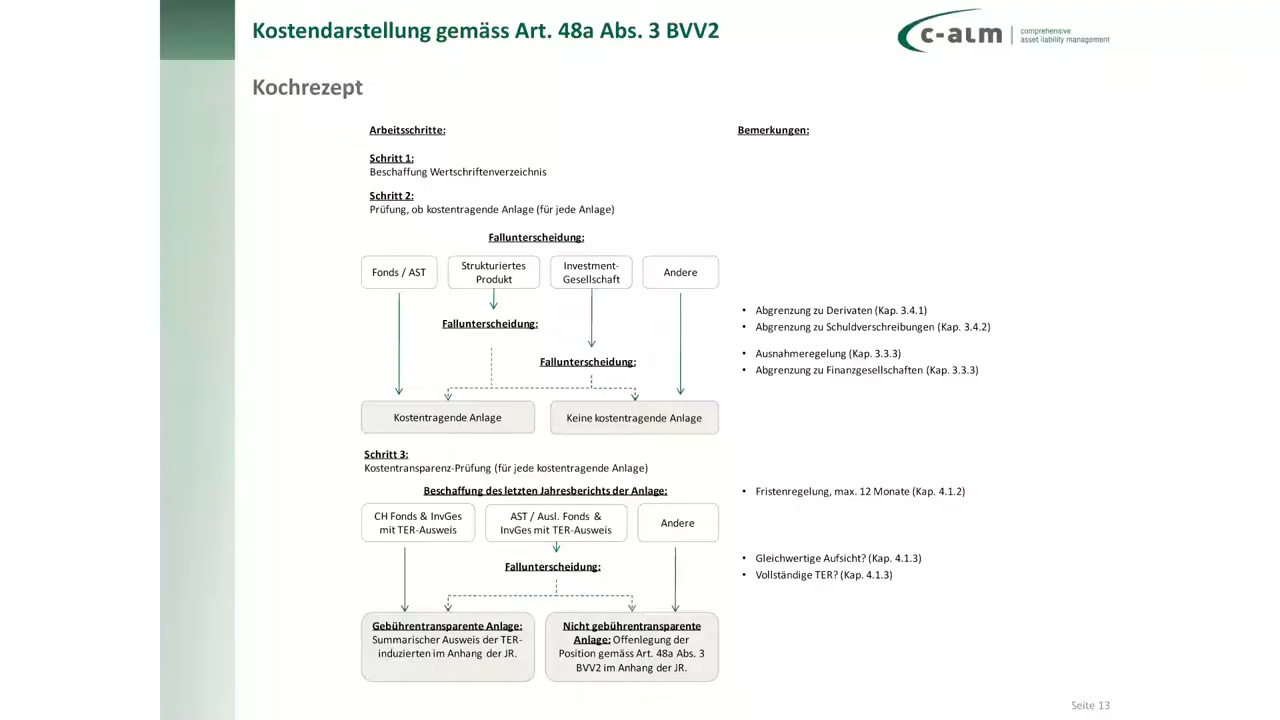 Kostendarstellung gemäss Art. 48a Abs. 3 BVV2
c-alm
comprehensive
asset liability management
Kochrezept
Arbeitsschritte:
Bemerkungen:
Schritt 1:
Beschaffung Wertschriftenverzeichnis
Schritt 2:
Prüfung, ob kostentragende Anlage (für jede Anlage)
Fallunterscheidung:
Fonds / AST
Strukturiertes
Produkt
Investment-
Gesellschaft
Andere
• Abgrenzung zu Derivaten (Kap. 3.4.1)
Fallunterscheidung:
• Abgrenzung zu Schuldverschreibungen (Kap. 3.4.2)
• Ausnahmeregelung (Kap. 3.3.3)
Fallunterscheidung:
• Abgrenzung zu Finanzgesellschaften (Kap. 3.3.3)
Kostentragende Anlage
Keine kostentragende Anlage
Schritt 3:
Kostentransparenz-Prüfung (für jede kostentragende Anlage)
Beschaffung des letzten Jahresberichts der Anlage:
• Fristenregelung, max. 12 Monate (Kap. 4.1.2)
CH Fonds & InvGes
mit TER-Ausweis
AST / Ausl. Fonds &
InvGes mit TER-Ausweis
Andere
Fallunterscheidung:
• Gleichwertige Aufsicht? (Kap. 4.1.3)
• Vollständige TER? (Kap. 4.1.3)
Gebührentransparente Anlage:
Summarischer Ausweis der TER-
induzierten im Anhang der JR.
Nicht gebührentransparente
Anlage: Offenlegung der
Position gemäss Art. 48a Abs. 3
BVV2 im Anhang der JR.
Seite 13